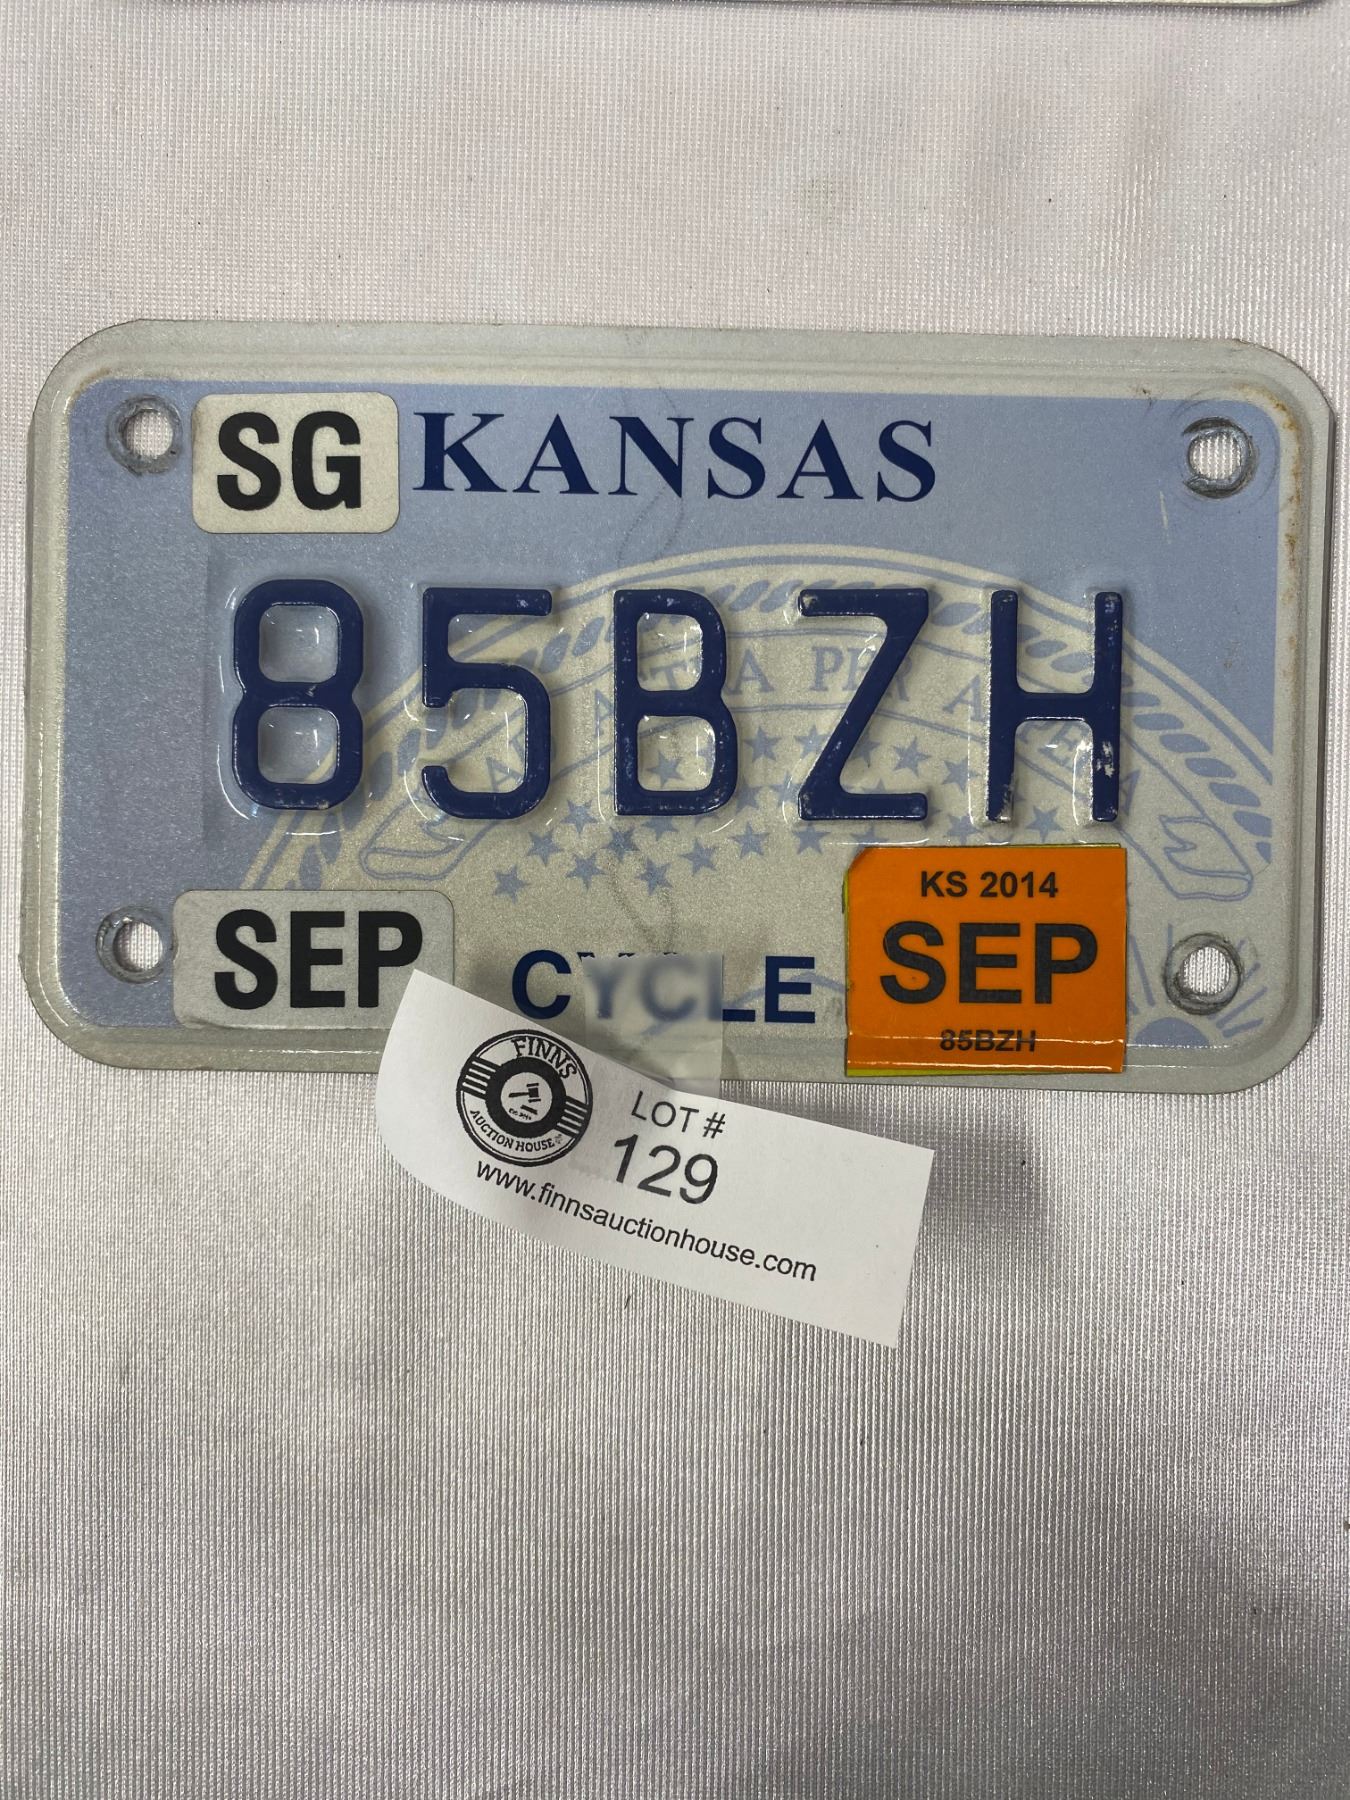 SG KANSAS
85BZH
KS 2014
SEP
SEP
CYCLE
85BZH
FINNS
AUCTION HOUSE
LOT #
129
www.finnsauctionhouse.com